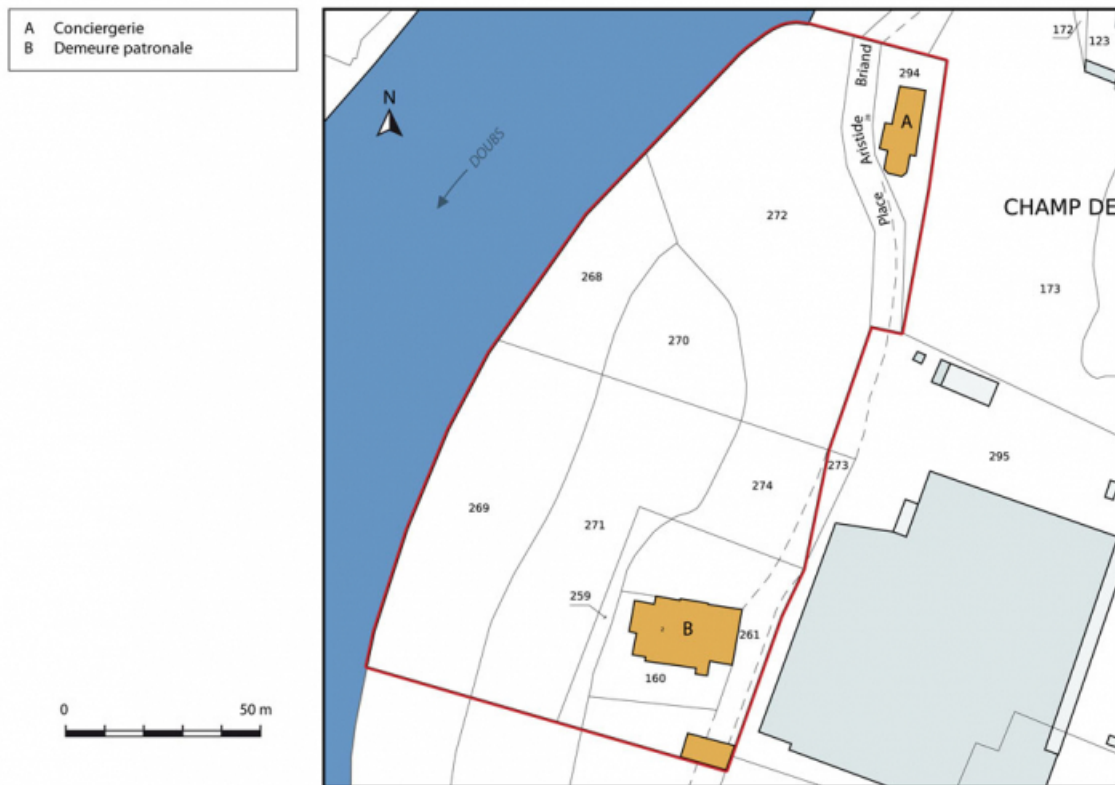 A Conciergerie
B Demeure patronale
172
123
N
294
A
DOUBS
Place Aristide Briand
272
CHAMP DE
268
173
270
273
295
274
269
271
259
B
261
160
0 50 m